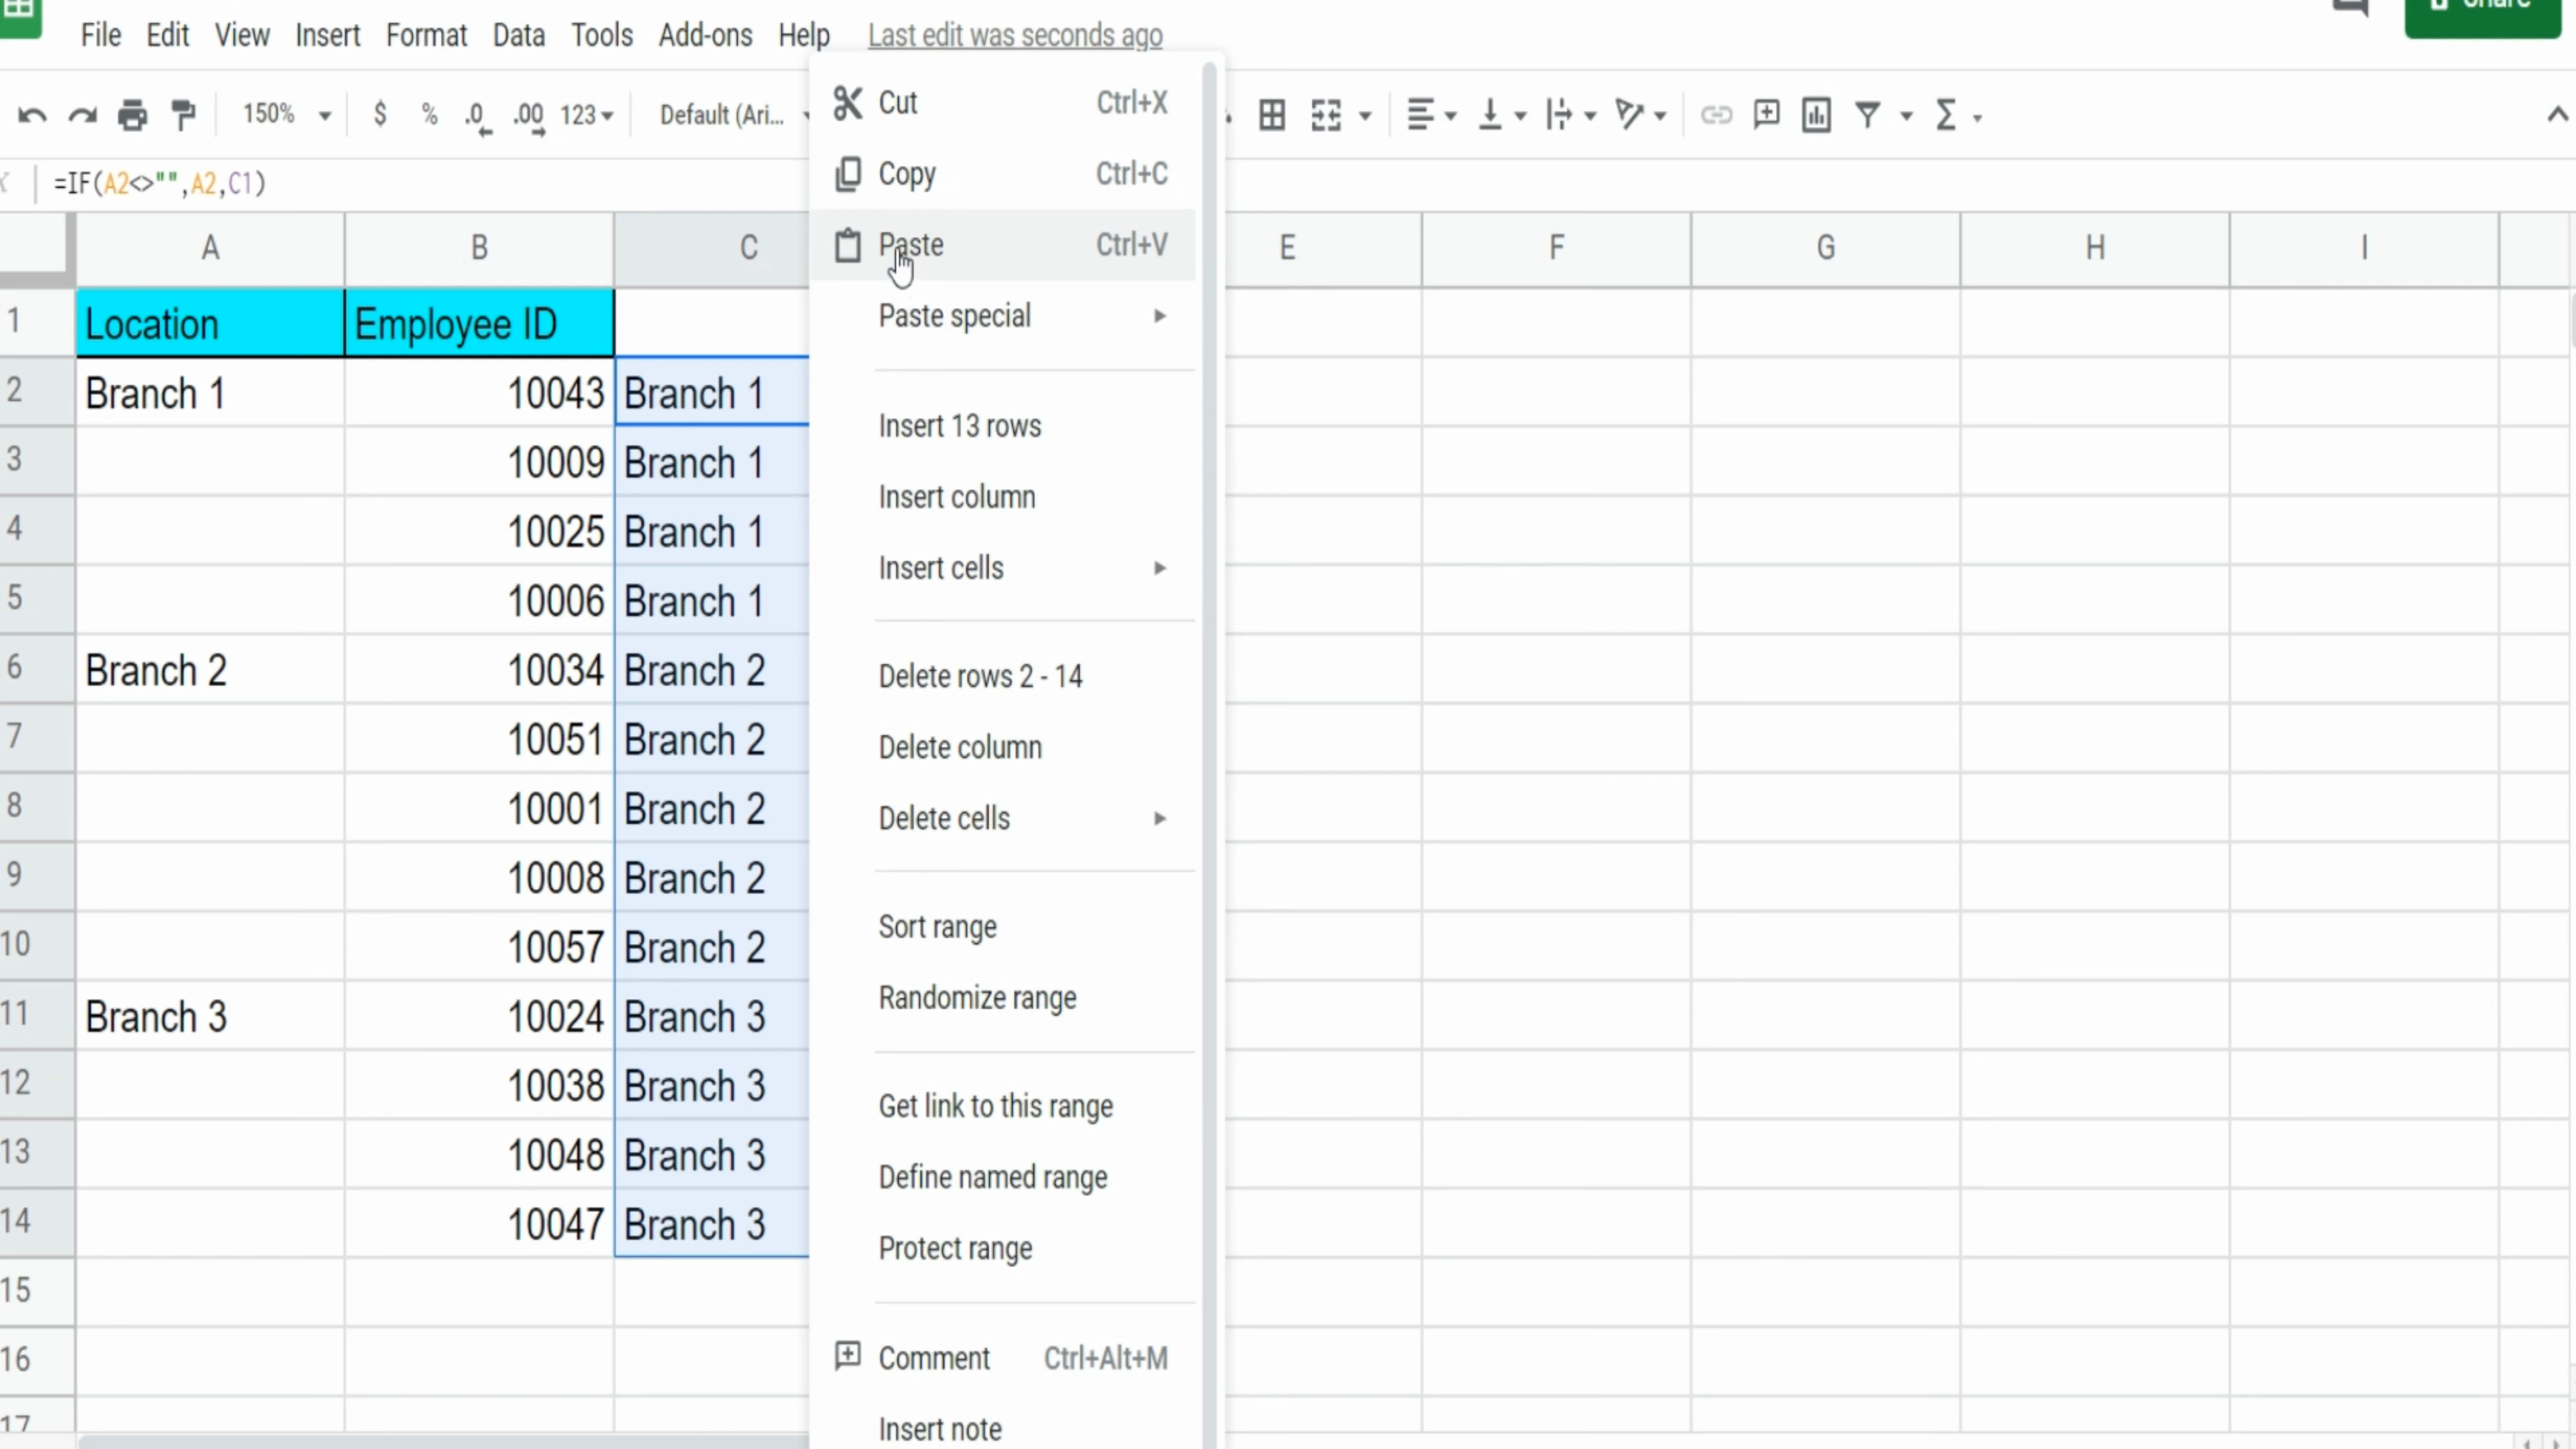 File Edit View Insert Format Data Tools Add-ons Help Last edit was seconds ago
150% $ % .0 .00 123 Default (Ari...
=IF(A2<>"",A2,C1)
A B C E F G H I
1 Location Employee ID
2 Branch 1 10043 Branch 1
3 10009 Branch 1
4 10025 Branch 1
5 10006 Branch 1
6 Branch 2 10034 Branch 2
7 10051 Branch 2
8 10001 Branch 2
9 10008 Branch 2
10 10057 Branch 2
11 Branch 3 10024 Branch 3
12 10038 Branch 3
13 10048 Branch 3
14 10047 Branch 3
15
16
17
Cut Ctrl+X
Copy Ctrl+C
Paste Ctrl+V
Paste special
Insert 13 rows
Insert column
Insert cells
Delete rows 2 - 14
Delete column
Delete cells
Sort range
Randomize range
Get link to this range
Define named range
Protect range
Comment Ctrl+Alt+M
Insert note